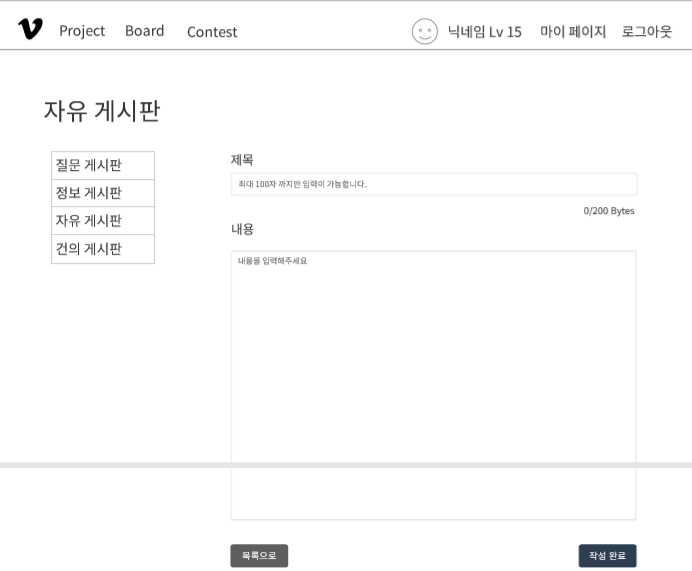 Project Board Contest 닉네임 Lv 15 마이 페이지 로그아웃
자유 게시판
질문 게시판
정보 게시판
자유 게시판
건의 게시판
제목
최대 100자 까지만 입력이 가능합니다.
0/200 Bytes
내용
내용을 입력해주세요
목록으로 작성 완료